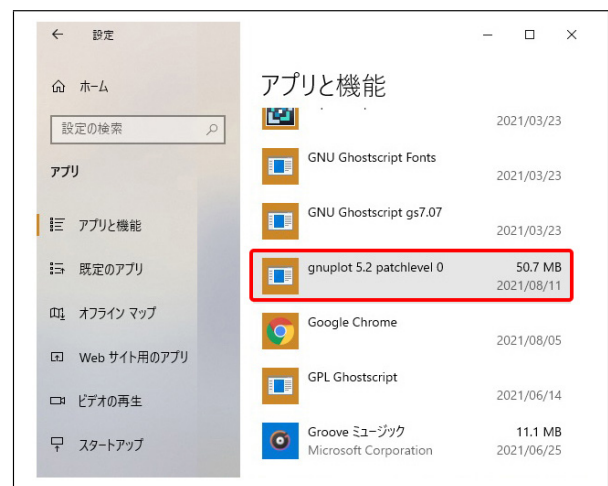 設定
ホーム
設定の検索
アプリ
アプリと機能
既定のアプリ
オフライン マップ
Web サイト用のアプリ
ビデオの再生
スタートアップ
アプリと機能
2021/03/23
GNU Ghostscript Fonts
2021/03/23
GNU Ghostscript gs7.07
2021/03/23
gnuplot 5.2 patchlevel 0 50.7 MB
2021/08/11
Google Chrome
2021/08/05
GPL Ghostscript
2021/06/14
Groove ミュージック 11.1 MB
Microsoft Corporation 2021/06/25